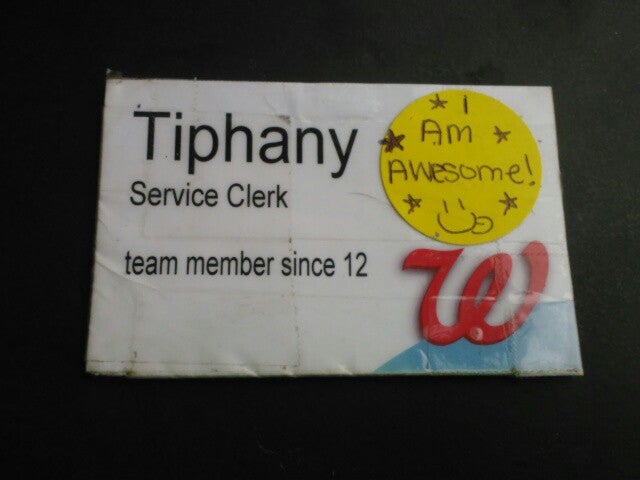 Tiphany
Service Clerk
team member since 12
I
AM
AWesome!
W